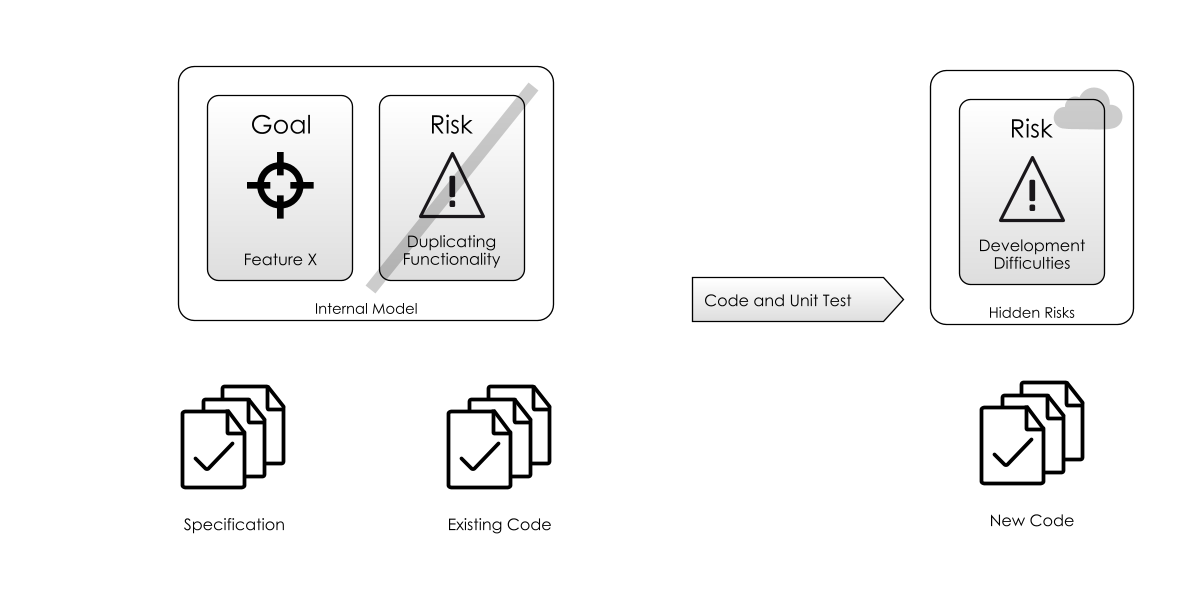 Goal
Feature X
Risk
Duplicating
Functionality
Internal Model
Code and Unit Test
Risk
Development
Difficulties
Hidden Risks
Specification
Existing Code
New Code